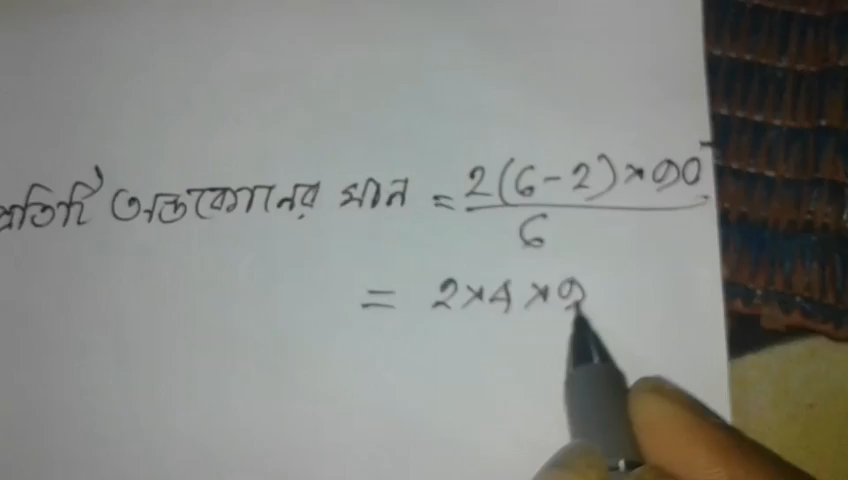 প্রতিটি অন্তঃকোনের মান = 2(6-2)×90° / 6
= 2×4×9